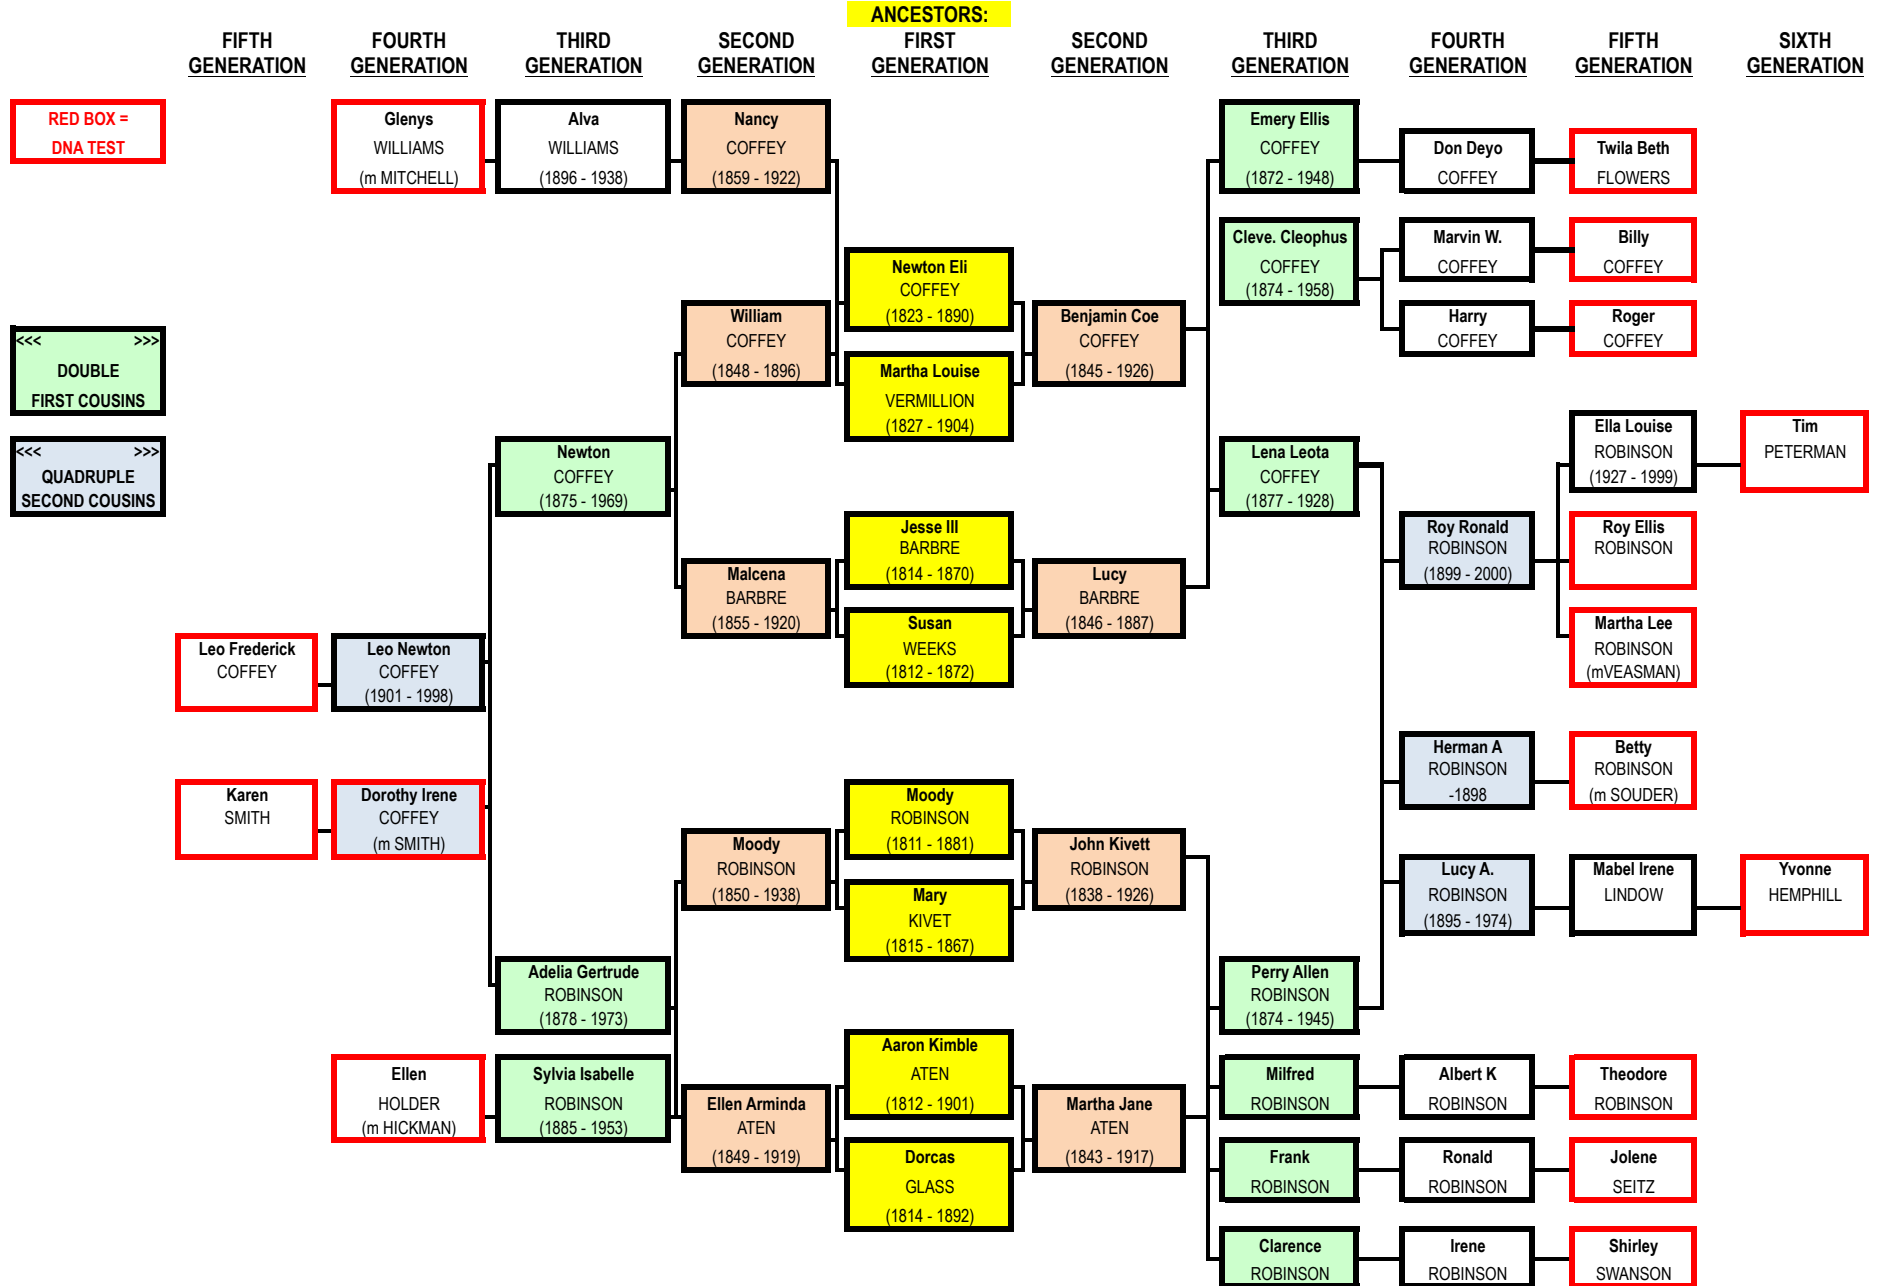 ANCESTORS:
FIFTH
GENERATION
FOURTH
GENERATION
THIRD
GENERATION
SECOND
GENERATION
FIRST
GENERATION
SECOND
GENERATION
THIRD
GENERATION
FOURTH
GENERATION
FIFTH
GENERATION
SIXTH
GENERATION
RED BOX =
DNA TEST
<<< >>>
DOUBLE
FIRST COUSINS
<<< >>>
QUADRUPLE
SECOND COUSINS
Leo Frederick
COFFEY
Karen
SMITH
Glenys
WILLIAMS
(m MITCHELL)
Leo Newton
COFFEY
(1901 - 1998)
Dorothy Irene
COFFEY
(m SMITH)
Ellen
HOLDER
(m HICKMAN)
Alva
WILLIAMS
(1896 - 1938)
Newton
COFFEY
(1875 - 1969)
Adelia Gertrude
ROBINSON
(1878 - 1973)
Sylvia Isabelle
ROBINSON
(1885 - 1953)
Nancy
COFFEY
(1859 - 1922)
William
COFFEY
(1848 - 1896)
Malcena
BARBRE
(1855 - 1920)
Moody
ROBINSON
(1850 - 1938)
Ellen Arminda
ATEN
(1849 - 1919)
Newton Eli
COFFEY
(1823 - 1890)
Martha Louise
VERMILLION
(1827 - 1904)
Jesse III
BARBRE
(1814 - 1870)
Susan
WEEKS
(1812 - 1872)
Moody
ROBINSON
(1811 - 1881)
Mary
KIVET
(1815 - 1867)
Aaron Kimble
ATEN
(1812 - 1901)
Dorcas
GLASS
(1814 - 1892)
Benjamin Coe
COFFEY
(1845 - 1926)
Lucy
BARBRE
(1846 - 1887)
John Kivett
ROBINSON
(1838 - 1926)
Martha Jane
ATEN
(1843 - 1917)
Emery Ellis
COFFEY
(1872 - 1948)
Cleve. Cleophus
COFFEY
(1874 - 1958)
Lena Leota
COFFEY
(1877 - 1928)
Perry Allen
ROBINSON
(1874 - 1945)
Milfred
ROBINSON
Frank
ROBINSON
Clarence
ROBINSON
Don Deyo
COFFEY
Marvin W.
COFFEY
Harry
COFFEY
Roy Ronald
ROBINSON
(1899 - 2000)
Herman A
ROBINSON
-1898
Lucy A.
ROBINSON
(1895 - 1974)
Albert K
ROBINSON
Ronald
ROBINSON
Irene
ROBINSON
Twila Beth
FLOWERS
Billy
COFFEY
Roger
COFFEY
Ella Louise
ROBINSON
(1927 - 1999)
Roy Ellis
ROBINSON
Martha Lee
ROBINSON
(mVEASMAN)
Betty
ROBINSON
(m SOUDER)
Mabel Irene
LINDOW
Theodore
ROBINSON
Jolene
SEITZ
Shirley
SWANSON
Tim
PETERMAN
Yvonne
HEMPHILL